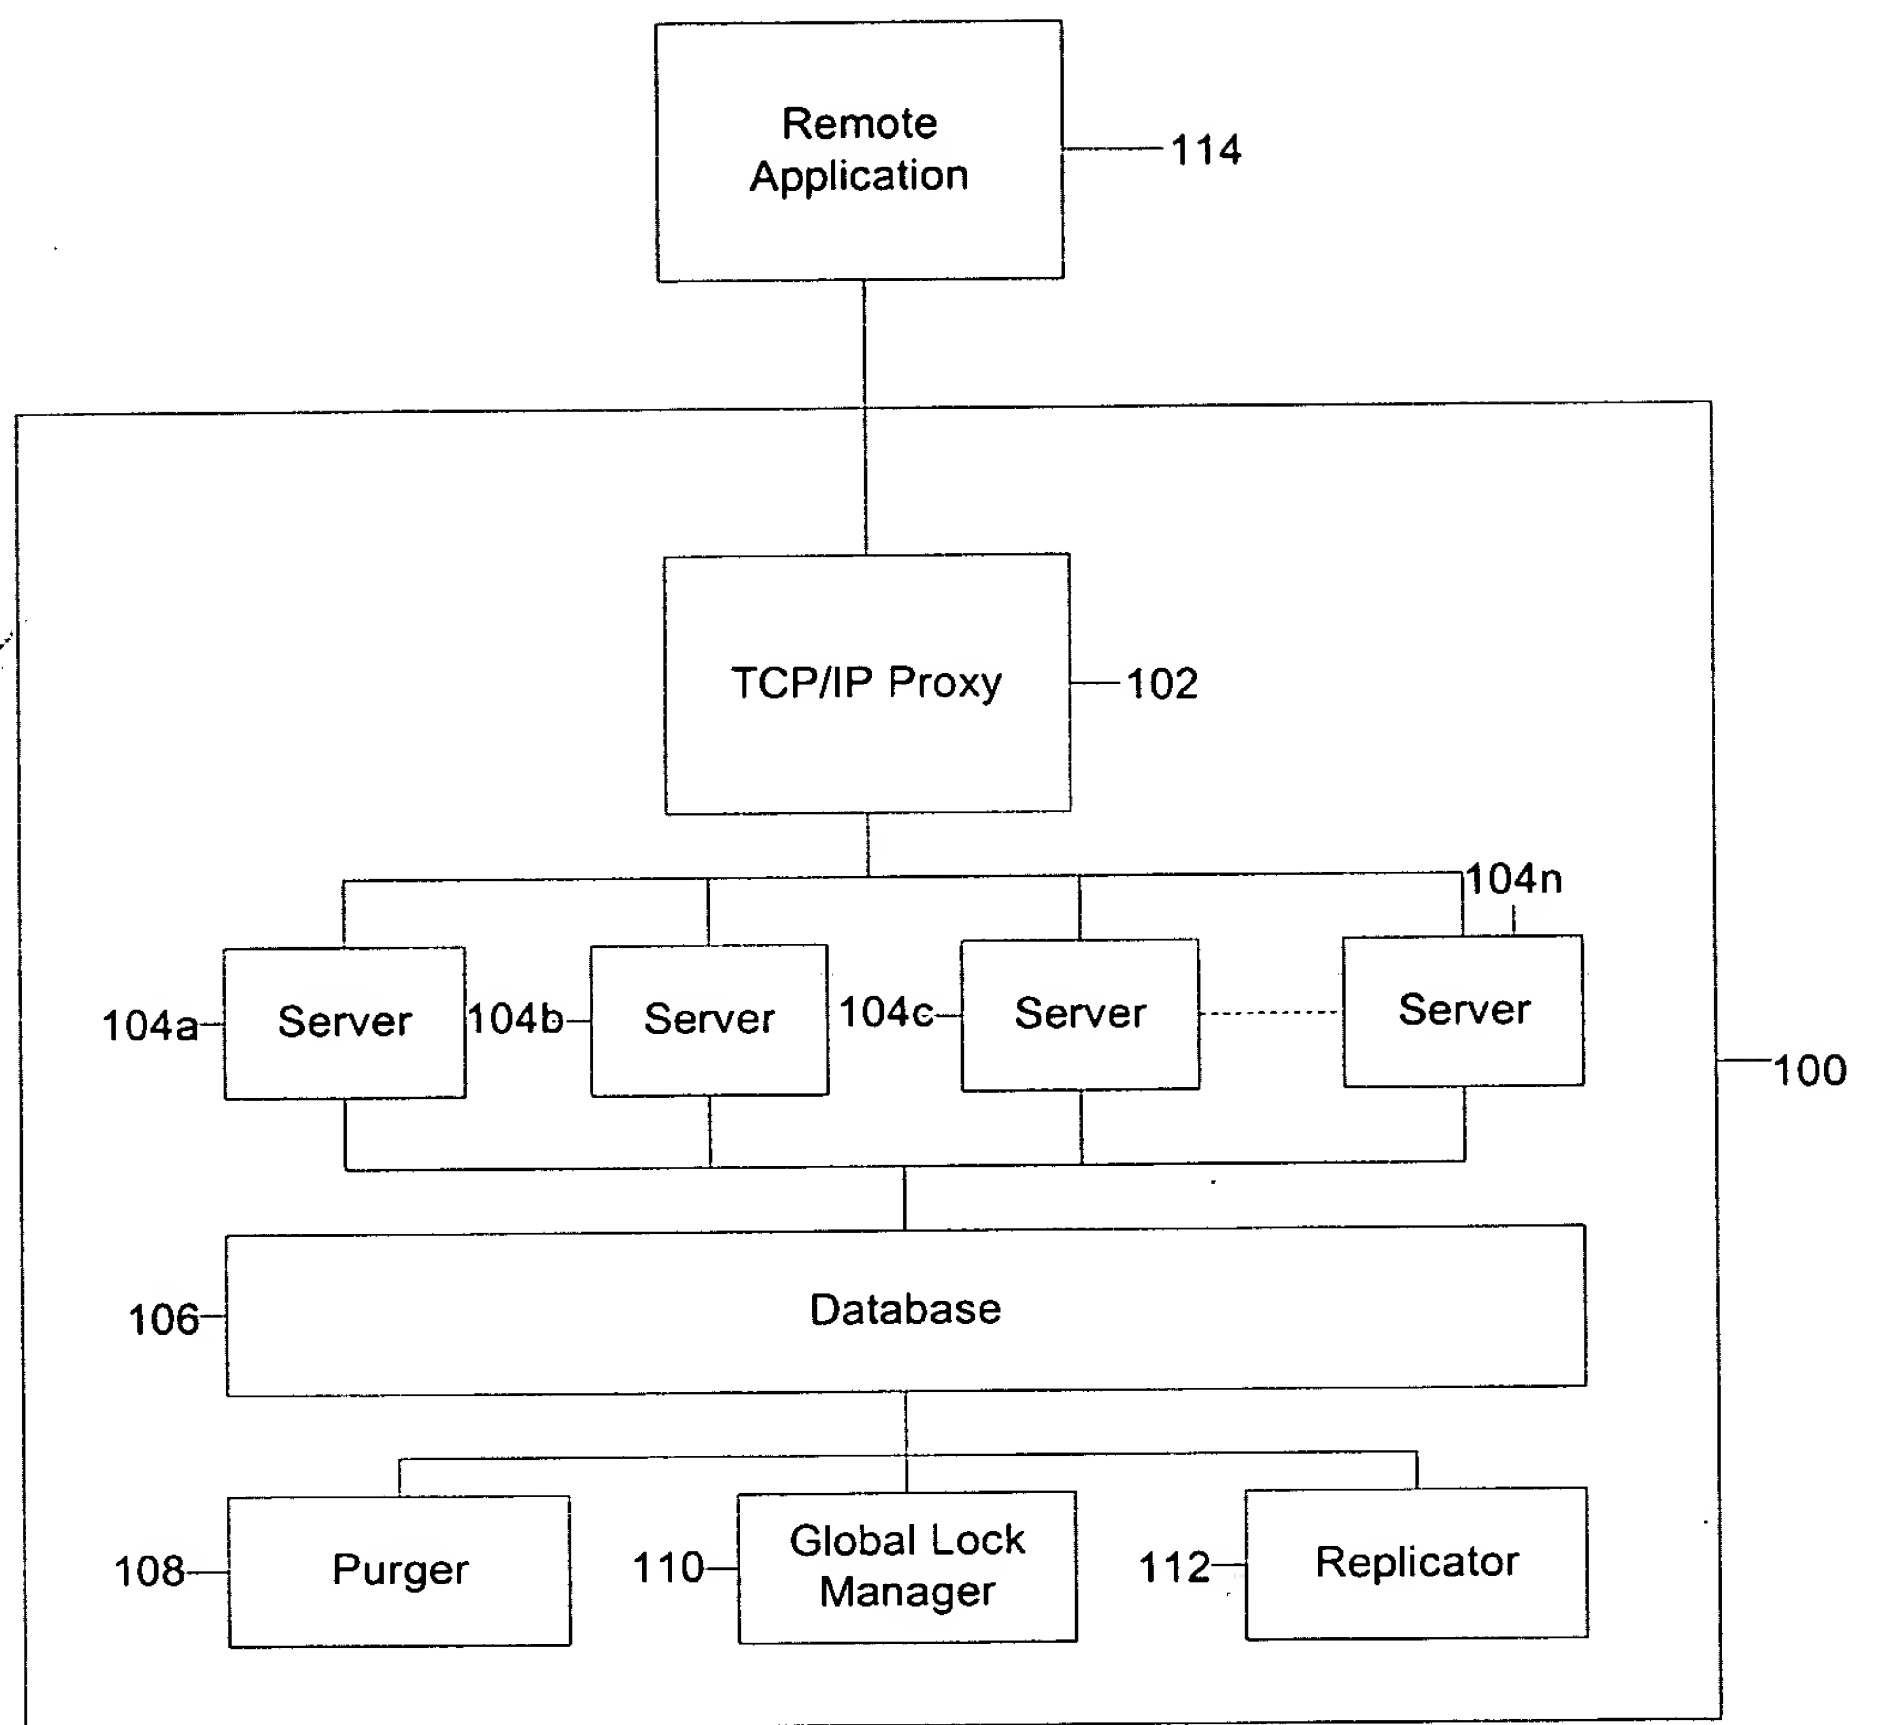 Remote
Application
114
TCP/IP Proxy
102
104n
104a
Server
104b
Server
104c
Server
Server
100
106
Database
108
Purger
110
Global Lock
Manager
112
Replicator